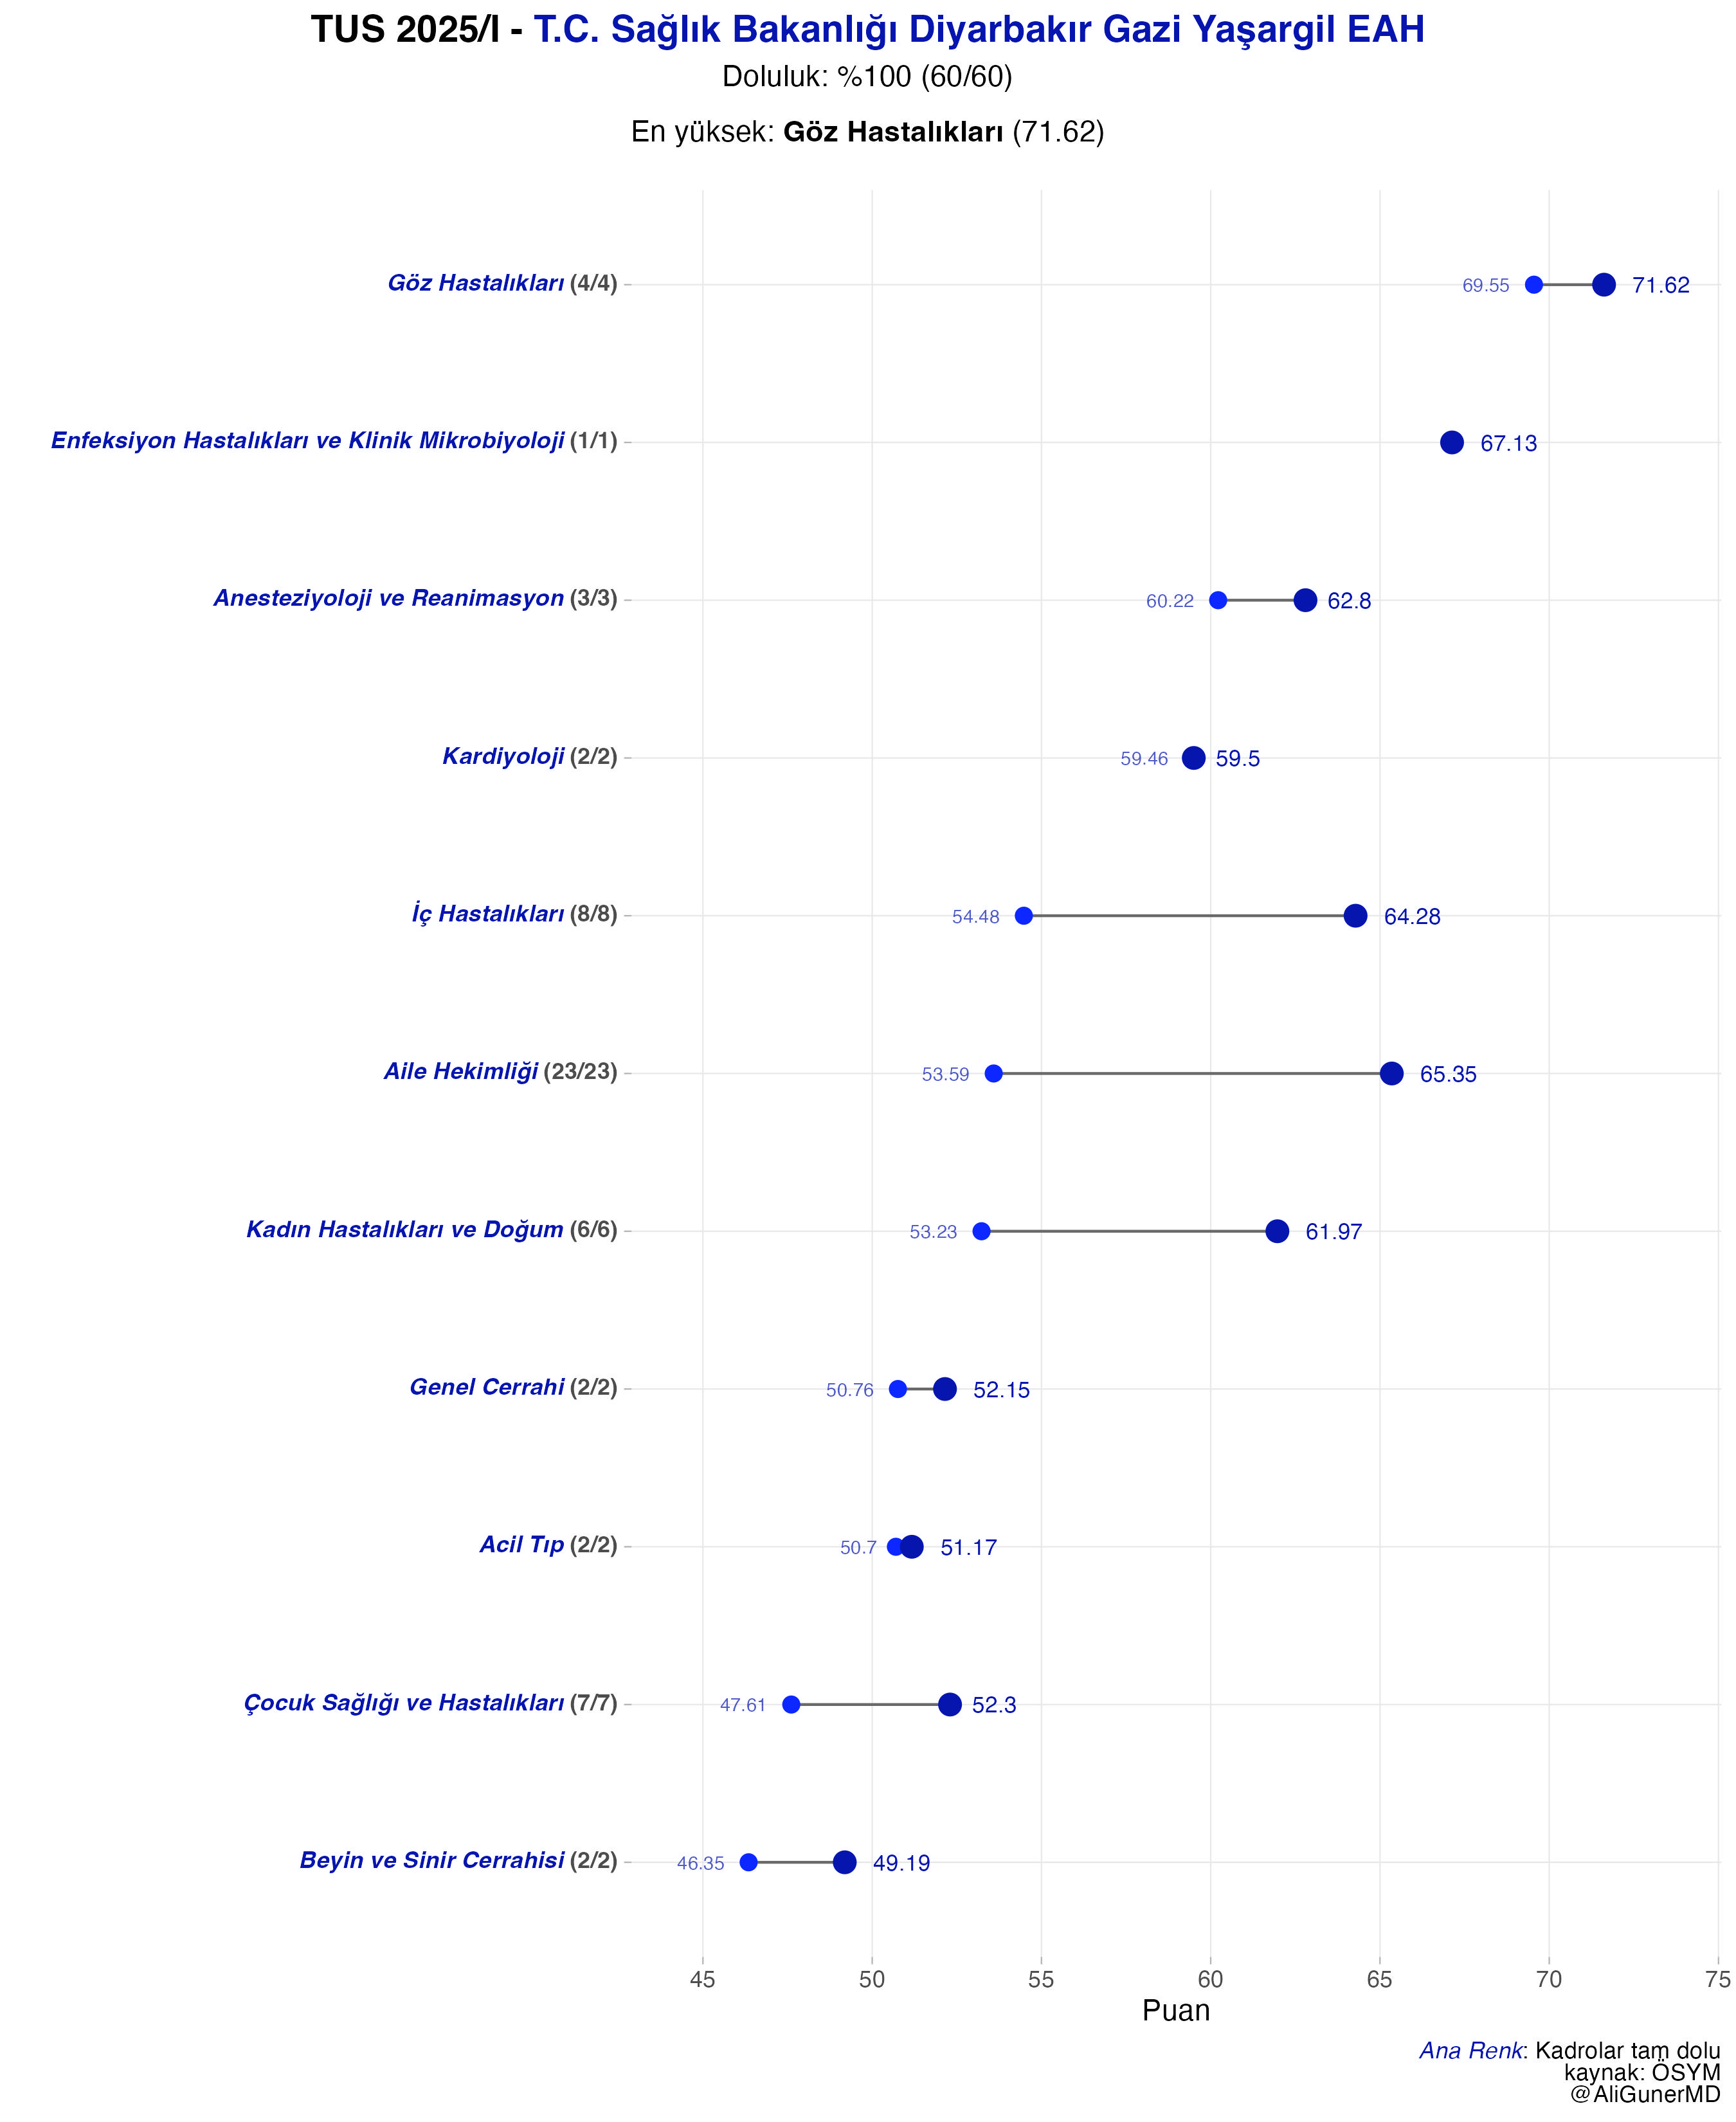 TUS 2025/I - T.C. Sağlık Bakanlığı Diyarbakır Gazi Yaşargil EAH
Doluluk: %100 (60/60)
En yüksek: Göz Hastalıkları (71.62)
Göz Hastalıkları (4/4) 69.55 71.62
Enfeksiyon Hastalıkları ve Klinik Mikrobiyoloji (1/1) 67.13
Anesteziyoloji ve Reanimasyon (3/3) 60.22 62.8
Kardiyoloji (2/2) 59.46 59.5
İç Hastalıkları (8/8) 54.48 64.28
Aile Hekimliği (23/23) 53.59 65.35
Kadın Hastalıkları ve Doğum (6/6) 53.23 61.97
Genel Cerrahi (2/2) 50.76 52.15
Acil Tıp (2/2) 50.7 51.17
Çocuk Sağlığı ve Hastalıkları (7/7) 47.61 52.3
Beyin ve Sinir Cerrahisi (2/2) 46.35 49.19
45 50 55 60 65 70 75
Puan
Ana Renk: Kadrolar tam dolu
kaynak: ÖSYM
@AliGunerMD